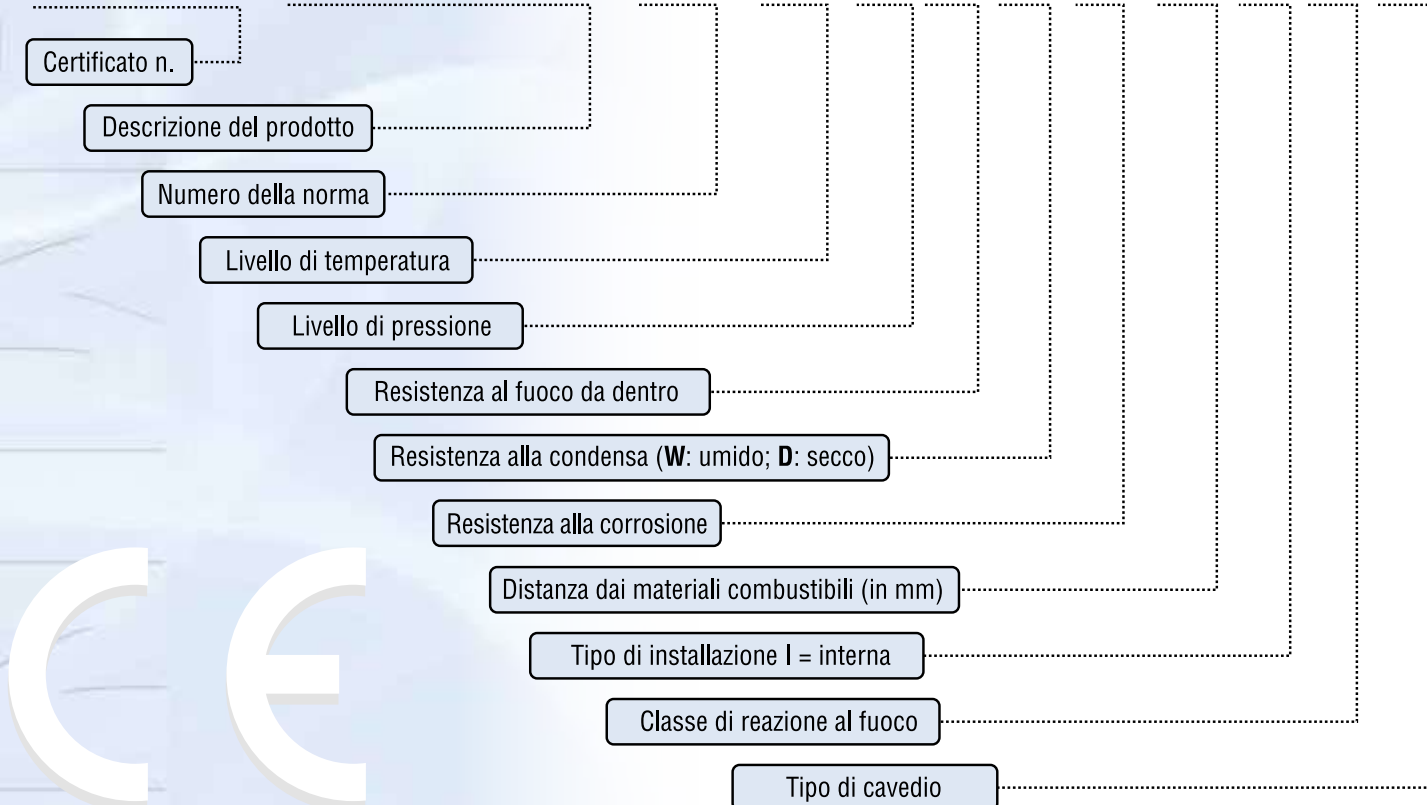 Certificato n.
Descrizione del prodotto
Numero della norma
Livello di temperatura
Livello di pressione
Resistenza al fuoco da dentro
Resistenza alla condensa (W: umido; D: secco)
Resistenza alla corrosione
Distanza dai materiali combustibili (in mm)
Tipo di installazione I = interna
Classe di reazione al fuoco
Tipo di cavedio
CE